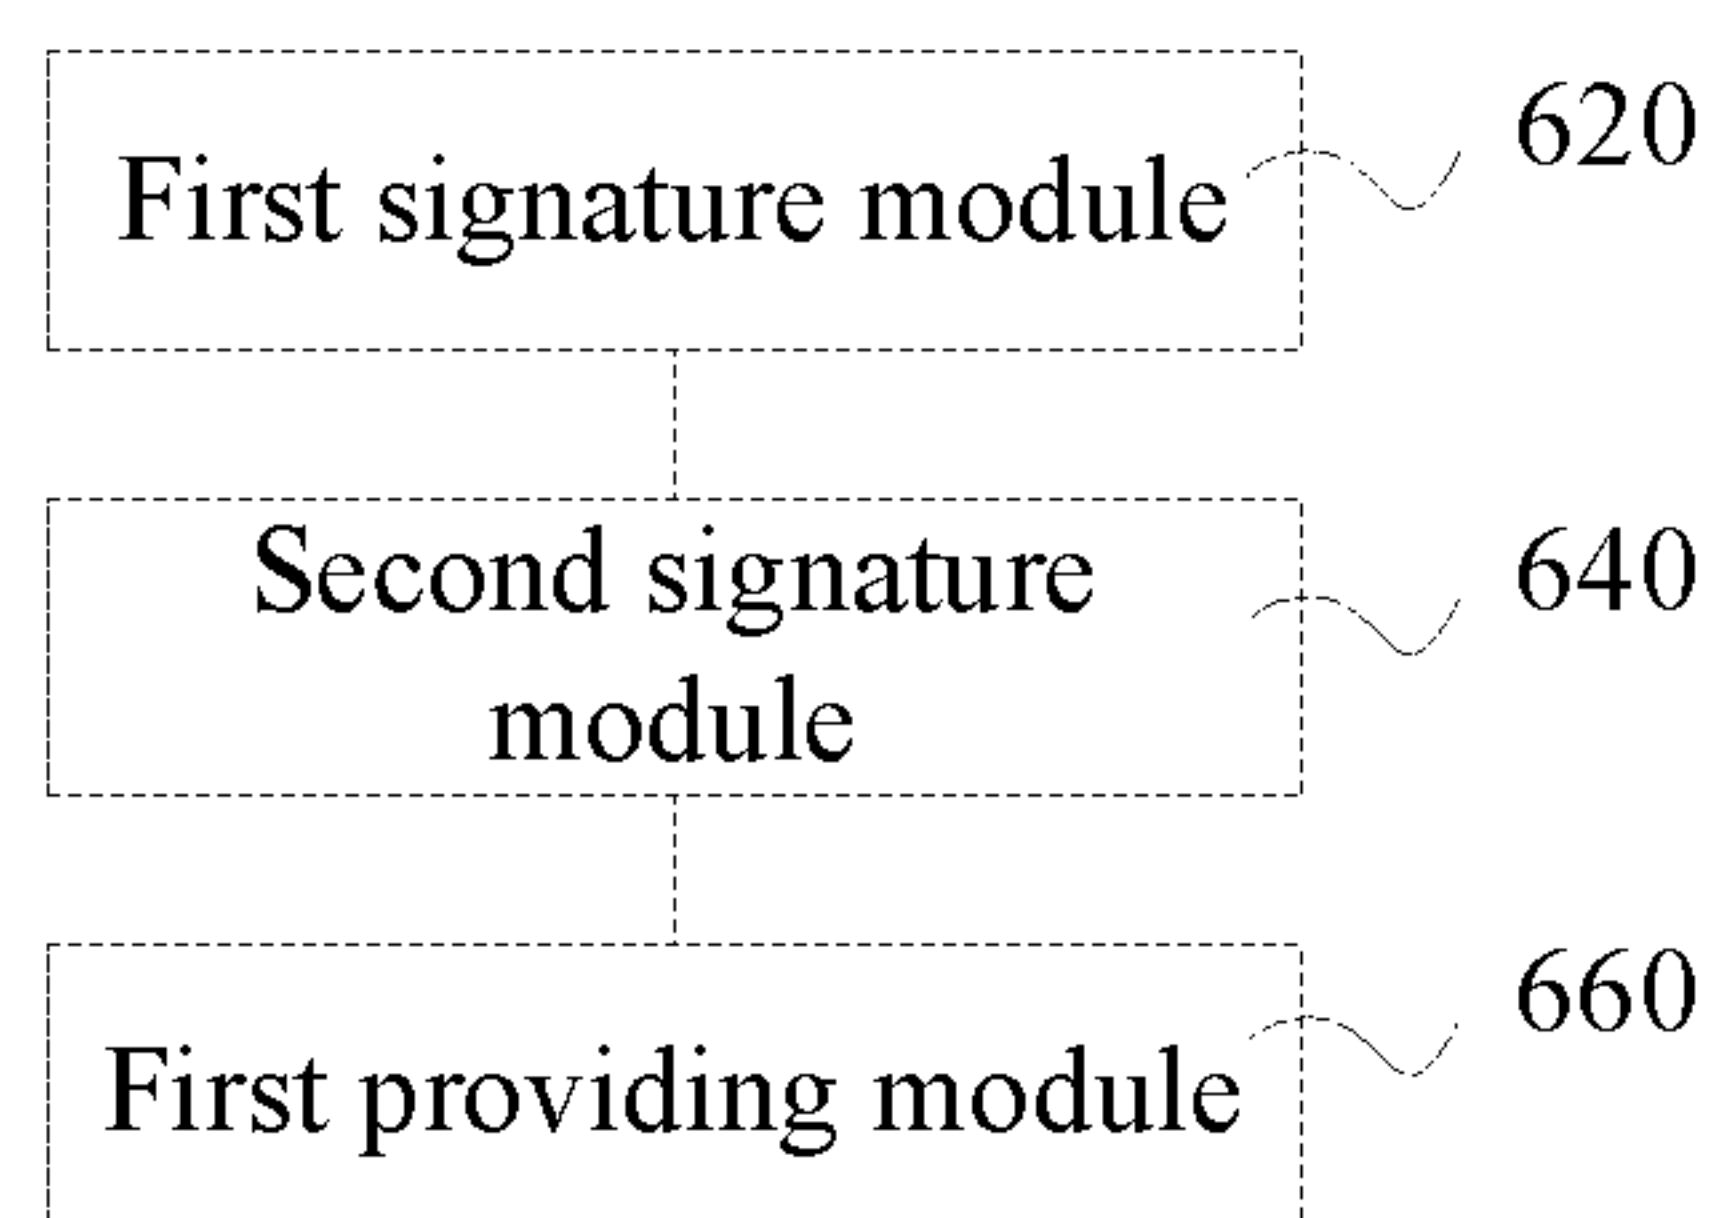 First signature module
620
Second signature
module
640
First providing module
660